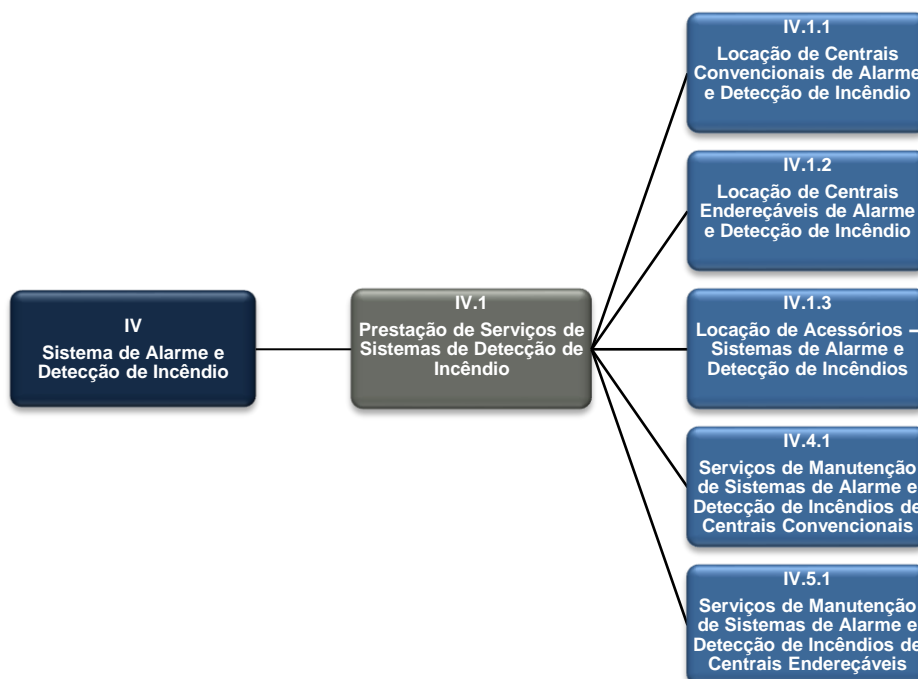 IV
Sistema de Alarme e
Detecção de Incêndio
IV.1
Prestação de Serviços de
Sistemas de Detecção de
Incêndio
IV.1.1
Locação de Centrais
Convencionais de Alarme
e Detecção de Incêndio
IV.1.2
Locação de Centrais
Endereçáveis de Alarme
e Detecção de Incêndio
IV.1.3
Locação de Acessórios –
Sistemas de Alarme e
Detecção de Incêndios
IV.4.1
Serviços de Manutenção
de Sistemas de Alarme e
Detecção de Incêndios de
Centrais Convencionais
IV.5.1
Serviços de Manutenção
de Sistemas de Alarme e
Detecção de Incêndios de
Centrais Endereçáveis